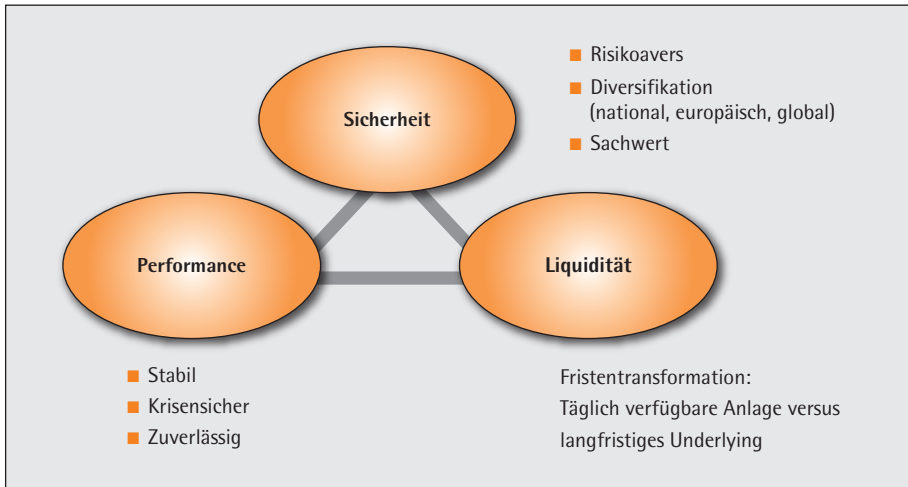 Sicherheit
Risikoavers
Diversifikation
(national, europäisch, global)
Sachwert
Performance
Liquidität
Stabil
Krisensicher
Zuverlässig
Fristentransformation:
Täglich verfügbare Anlage versus
langfristiges Underlying